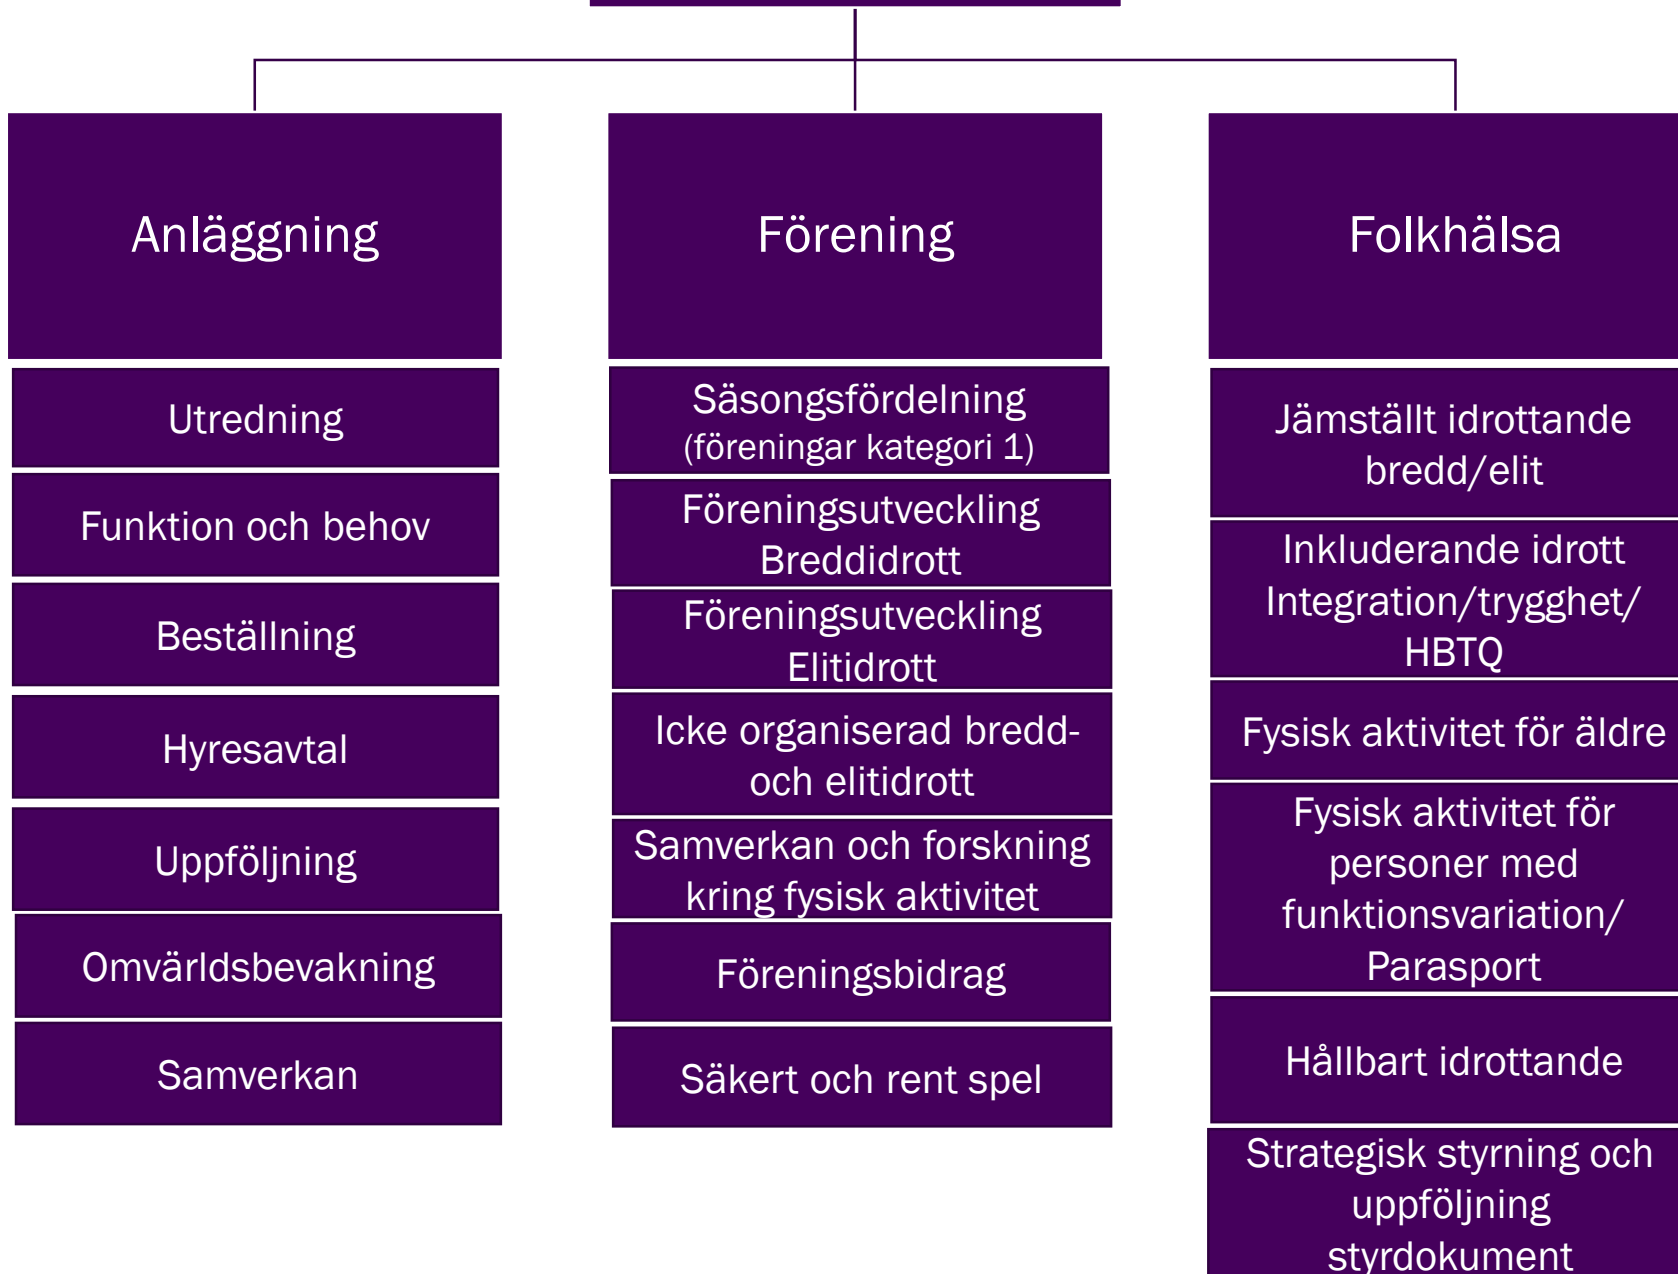 Anläggning
Utredning
Funktion och behov
Beställning
Hyresavtal
Uppföljning
Omvärldsbevakning
Samverkan
Förening
Säsongsfördelning
(föreningar kategori 1)
Föreningsutveckling
Breddidrott
Föreningsutveckling
Elitidrott
Icke organiserad bredd-
och elitidrott
Samverkan och forskning
kring fysisk aktivitet
Föreningsbidrag
Säkert och rent spel
Folkhälsa
Jämställt idrottande
bredd/elit
Inkluderande idrott
Integration/trygghet/
HBTQ
Fysisk aktivitet för äldre
Fysisk aktivitet för
personer med
funktionsvariation/
Parasport
Hållbart idrottande
Strategisk styrning och
uppföljning
styrdokument